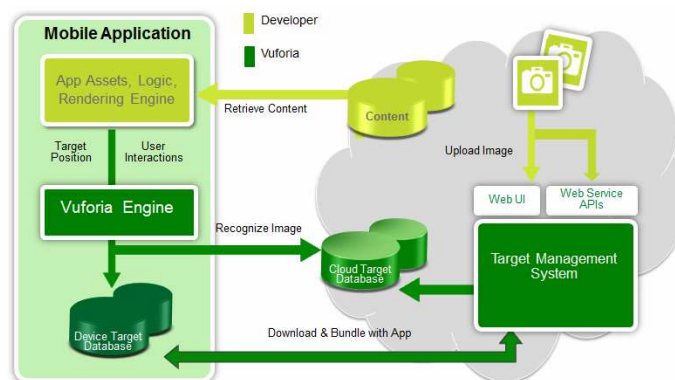 Mobile Application
App Assets, Logic,
Rendering Engine
Target
Position
User
Interactions
Vuforia Engine
Device Target
Database
Developer
Vuforia
Retrieve Content
Content
Upload Image
Web UI
Web Service
APIs
Recognize Image
Cloud Target
Database
Target Management
System
Download & Bundle with App